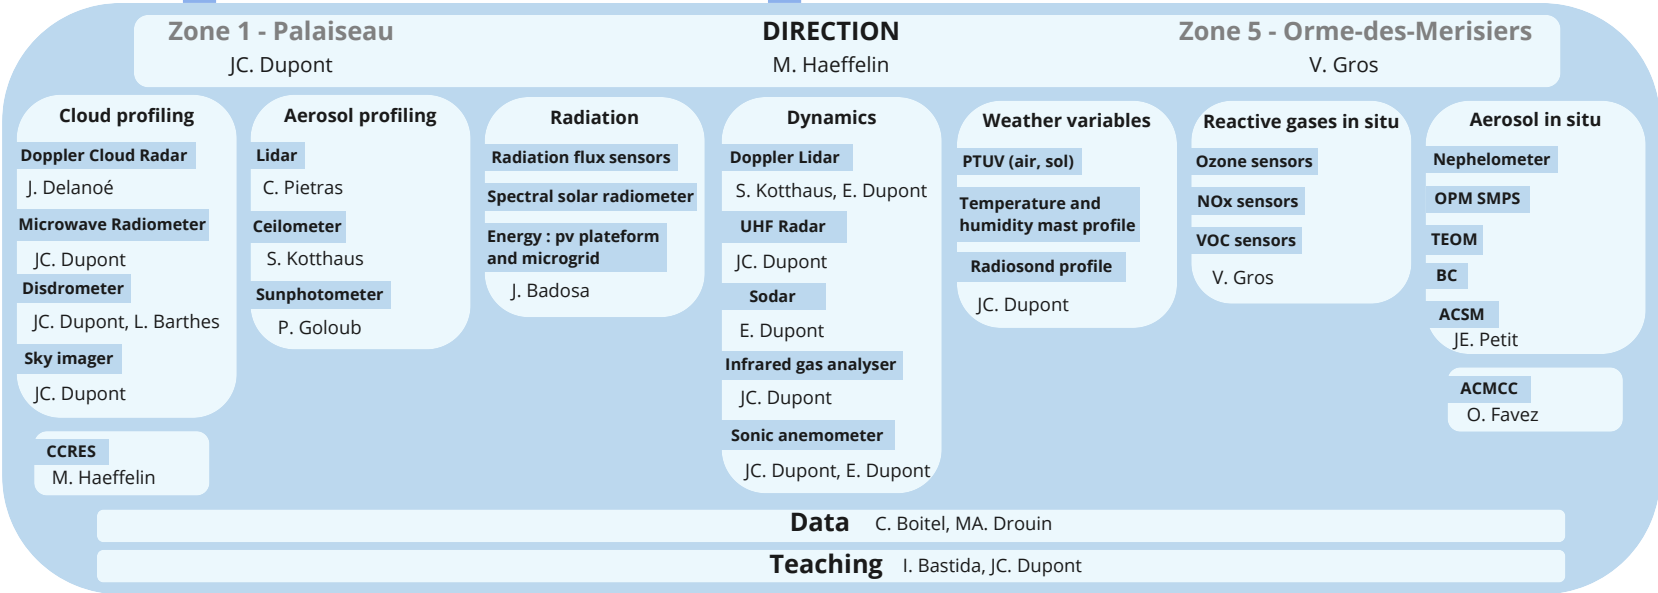 Zone 1 - Palaiseau
JC. Dupont
DIRECTION
M. Haeffelin
Zone 5 - Orme-des-Merisiers
V. Gros
Cloud profiling
Doppler Cloud Radar
J. Delanoé
Microwave Radiometer
JC. Dupont
Disdrometer
JC. Dupont, L. Barthes
Sky imager
JC. Dupont
CCRES
M. Haeffelin
Aerosol profiling
Lidar
C. Pietras
Ceilometer
S. Kotthaus
Sunphotometer
P. Goloub
Radiation
Radiation flux sensors
Spectral solar radiometer
Energy : pv plateform
and microgrid
J. Badosa
Dynamics
Doppler Lidar
S. Kotthaus, E. Dupont
UHF Radar
JC. Dupont
Sodar
E. Dupont
Infrared gas analyser
JC. Dupont
Sonic anemometer
JC. Dupont, E. Dupont
Weather variables
PTUV (air, sol)
Temperature and
humidity mast profile
Radiosond profile
JC. Dupont
Reactive gases in situ
Ozone sensors
NOx sensors
VOC sensors
V. Gros
Aerosol in situ
Nephelometer
OPM SMPS
TEOM
BC
ACSM
JE. Petit
ACMCC
O. Favez
Data C. Boitel, MA. Drouin
Teaching I. Bastida, JC. Dupont